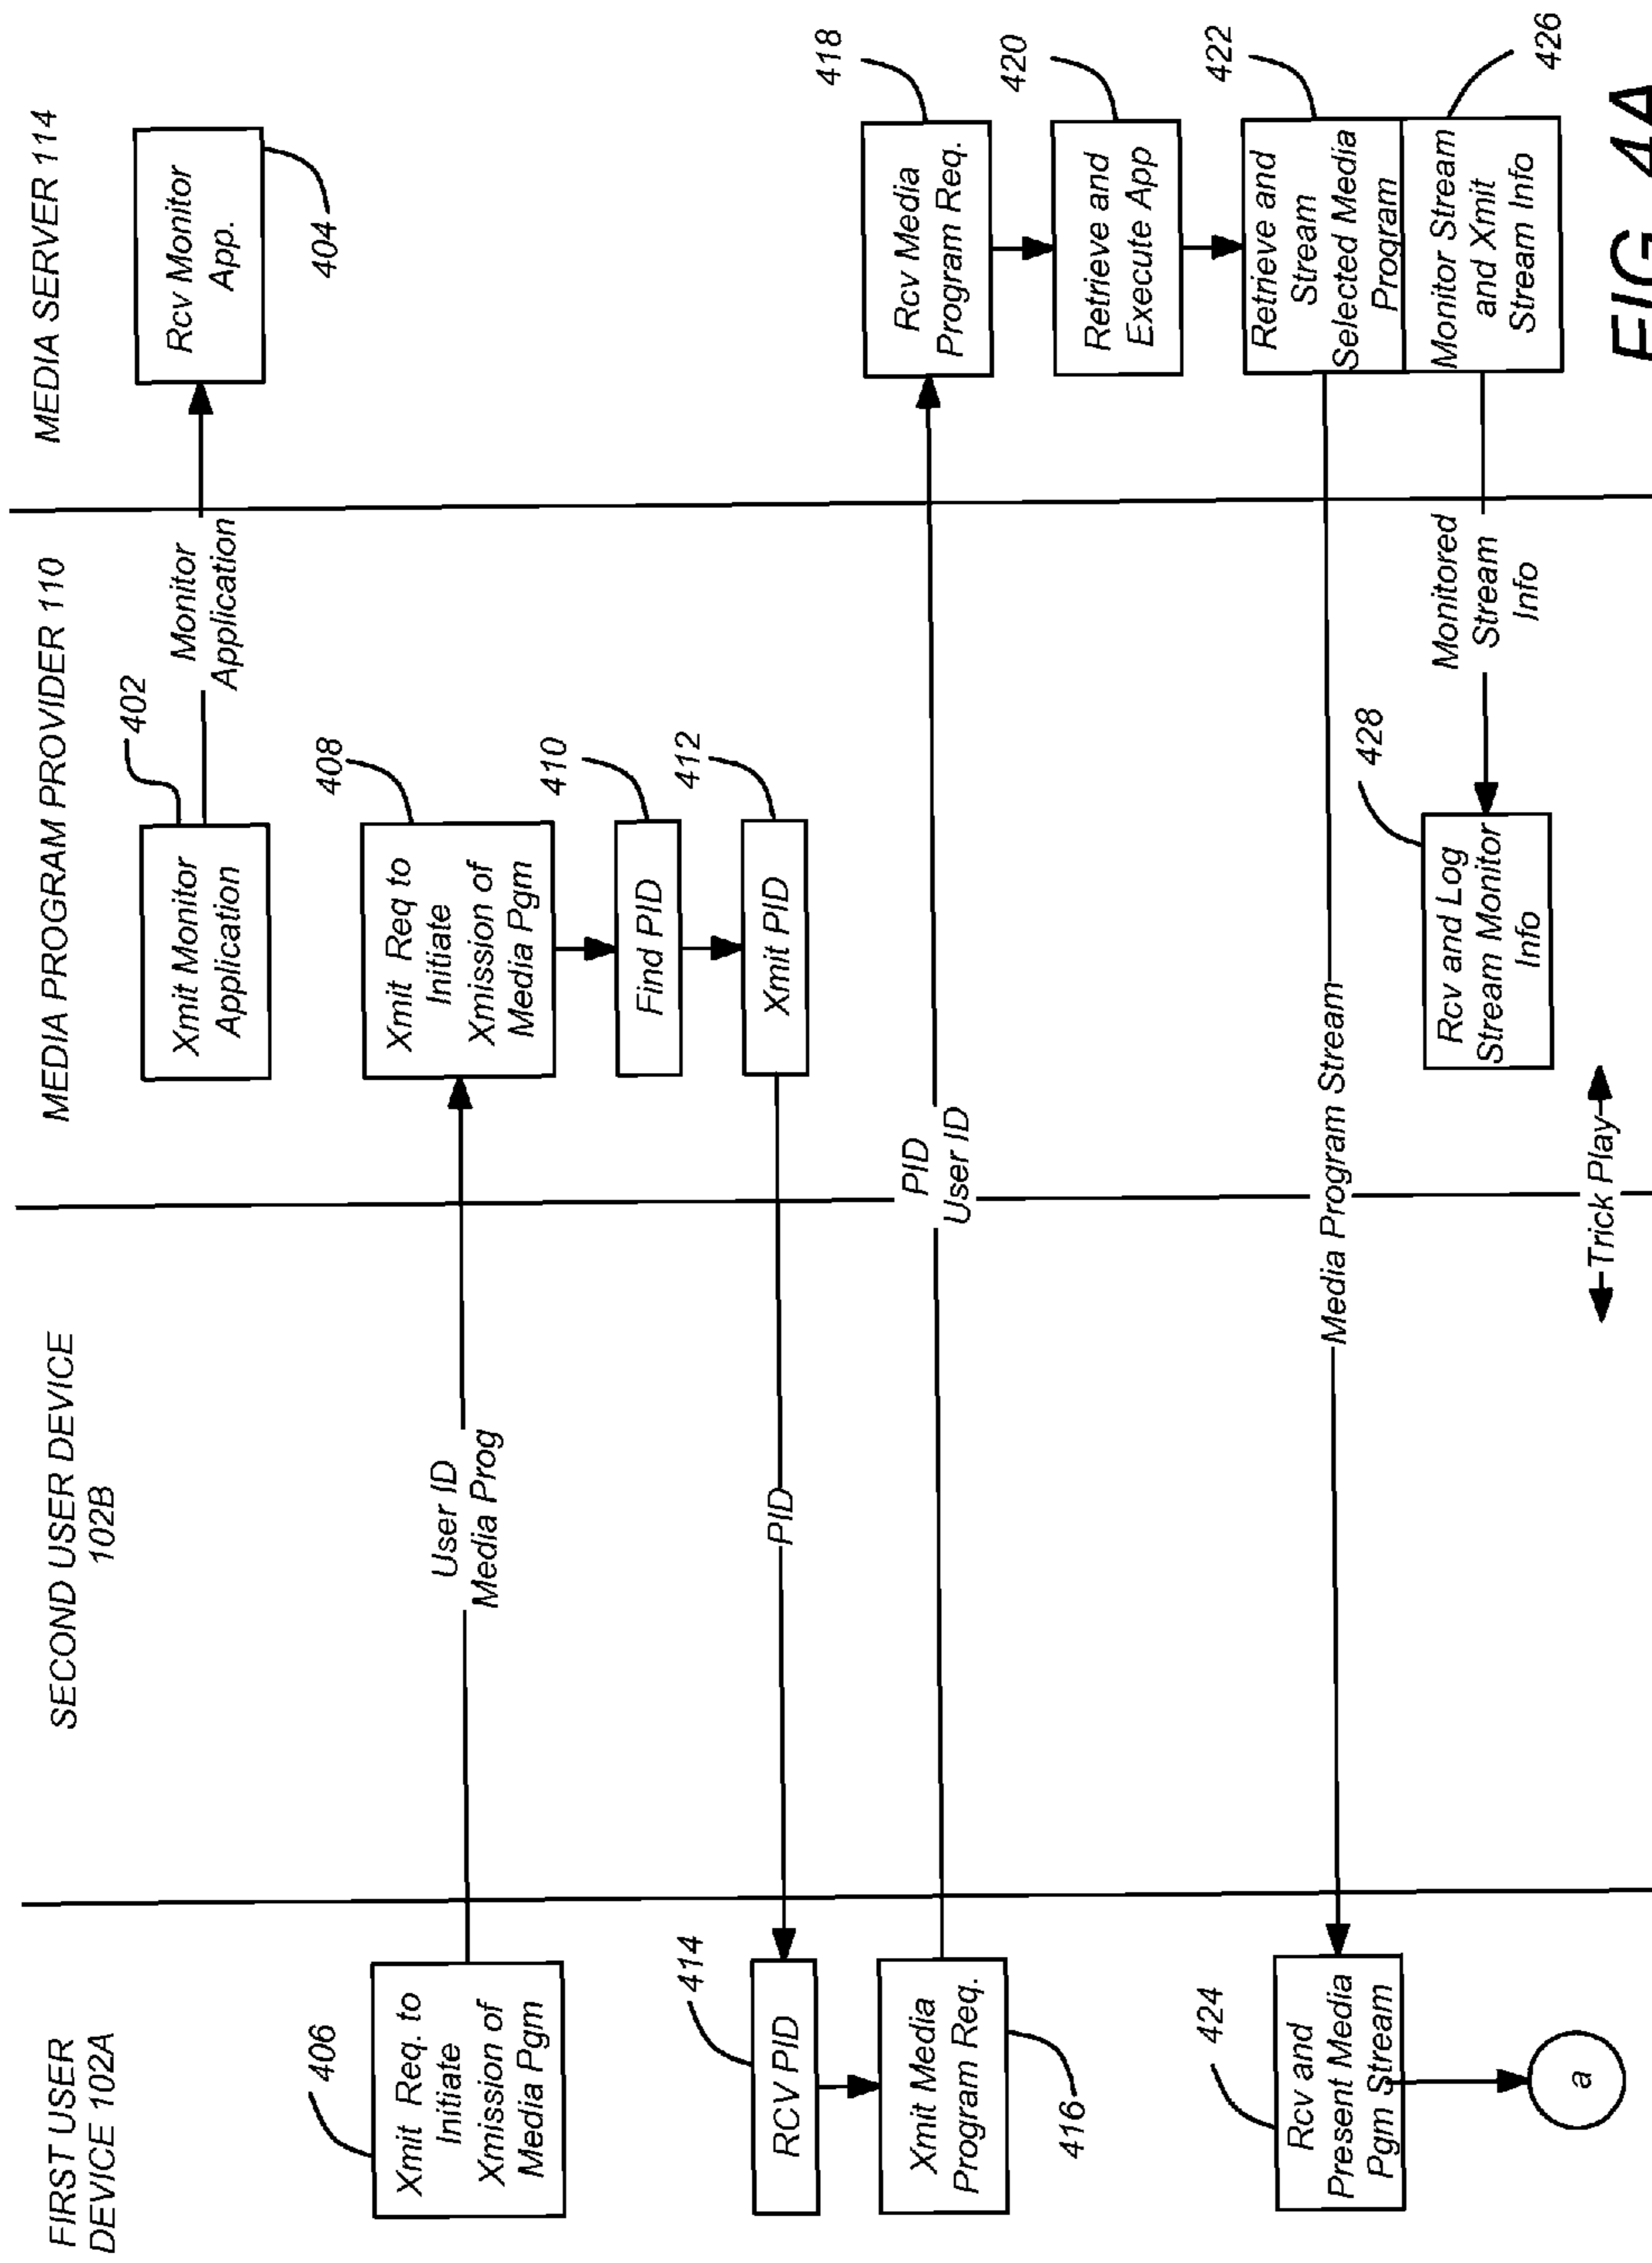 FIRST USER
DEVICE 102A
SECOND USER DEVICE
102B
MEDIA PROGRAM PROVIDER 110
MEDIA SERVER 114
402
Xmit Monitor
Application
Monitor
Application
Rcv Monitor
App.
404
406
Xmit Req. to
Initiate
Xmission of
Media Pgm
User ID
Media Prog
408
Xmit Req to
Initiate
Xmission of
Media Pgm
410
Find PID
412
Xmit PID
PID
414
RCV PID
Xmit Media
Program Req.
416
PID
User ID
418
Rcv Media
Program Req.
420
Retrieve and
Execute App
422
Retrieve and
Stream
Selected Media
Program
Media Program Stream
424
Rcv and
Present Media
Pgm Stream
Monitor Stream
and Xmit
Stream Info
426
Monitored
Stream
Info
428
Rcv and Log
Stream Monitor
Info
Trick Play
a
FIG. 4A